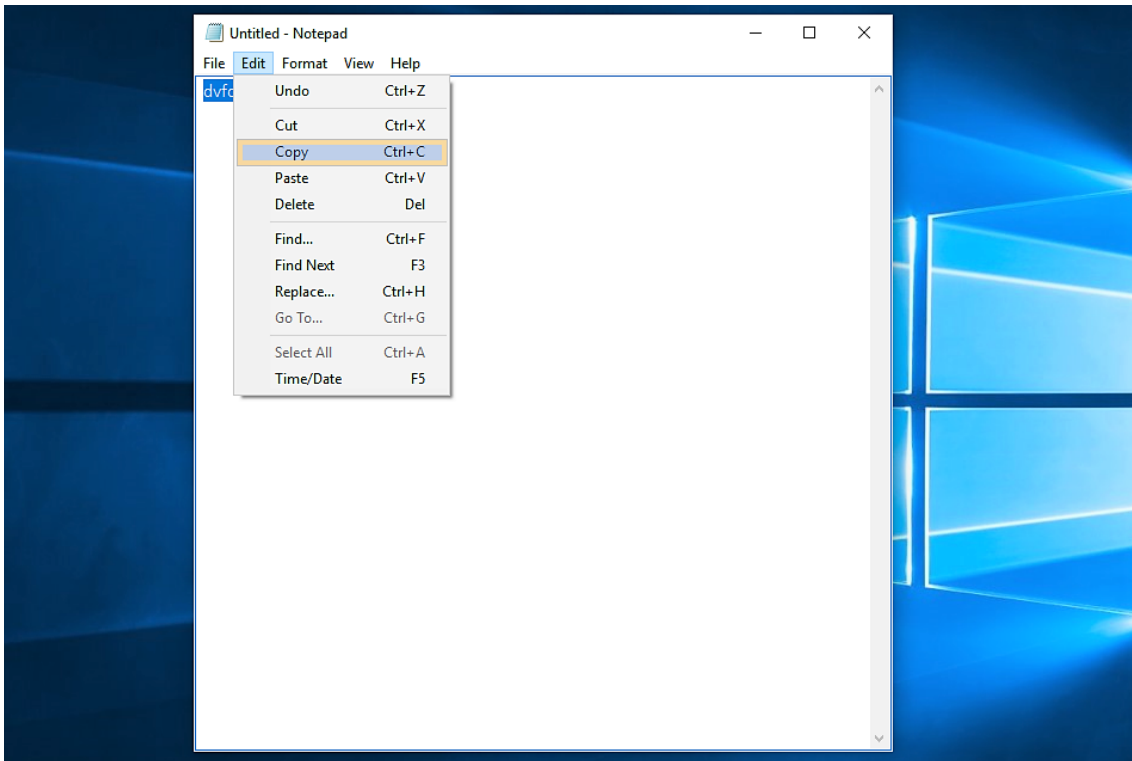 Untitled - Notepad
File Edit Format View Help
Undo Ctrl+Z
Cut Ctrl+X
Copy Ctrl+C
Paste Ctrl+V
Delete Del
Find... Ctrl+F
Find Next F3
Replace... Ctrl+H
Go To... Ctrl+G
Select All Ctrl+A
Time/Date F5